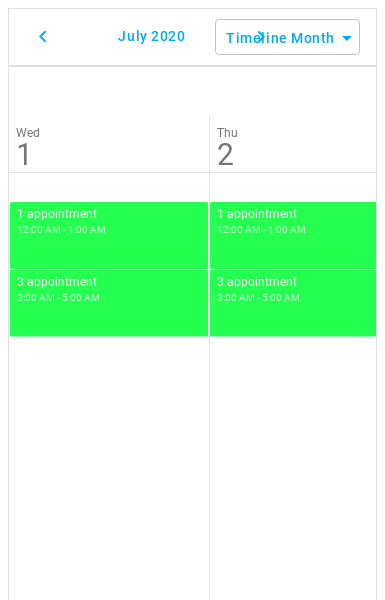 July 2020
Timeline Month
Wed
1
Thu
2
1 appointment
12:00 AM - 1:00 AM
3 appointment
3:00 AM - 5:00 AM
1 appointment
12:00 AM - 1:00 AM
3 appointment
3:00 AM - 5:00 AM